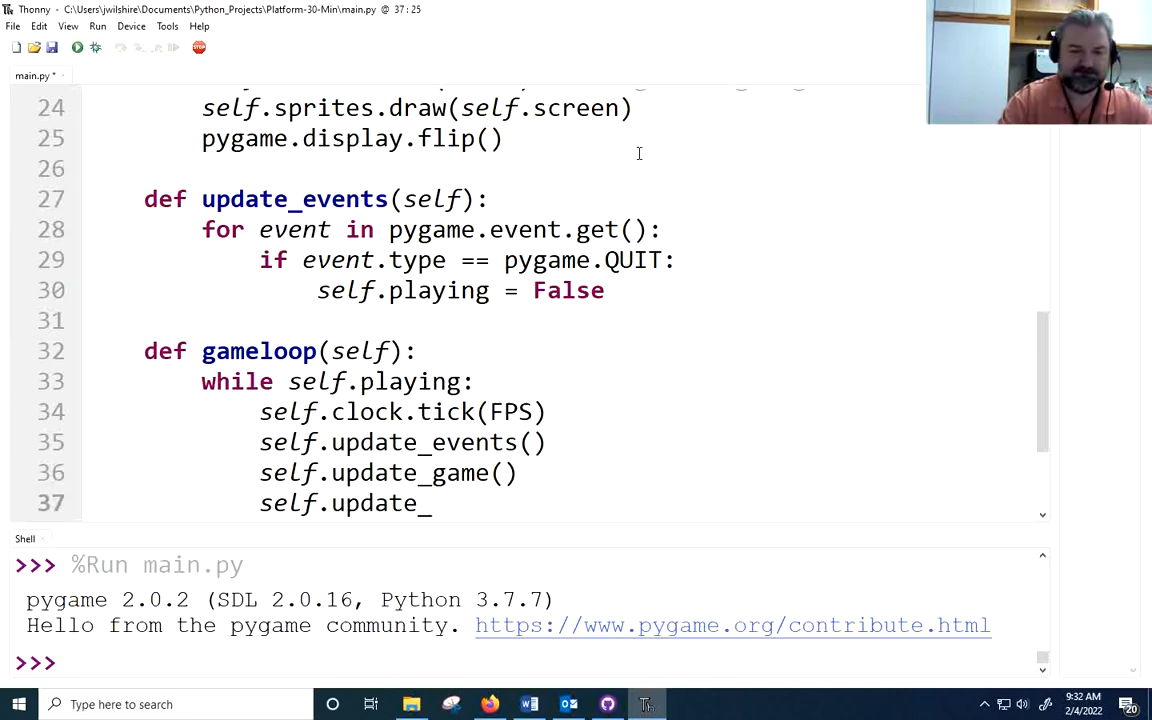 Thonny - C:\Users\jwilshire\Documents\Python_Projects\Platform-30-Min\main.py @ 37 : 25
File Edit View Run Device Tools Help
STOP
main.py *
24 self.sprites.draw(self.screen)
25 pygame.display.flip()
26
27 def update_events(self):
28 for event in pygame.event.get():
29 if event.type == pygame.QUIT:
30 self.playing = False
31
32 def gameloop(self):
33 while self.playing:
34 self.clock.tick(FPS)
35 self.update_events()
36 self.update_game()
37 self.update_
Shell
>>> %Run main.py
pygame 2.0.2 (SDL 2.0.16, Python 3.7.7)
Hello from the pygame community. https://www.pygame.org/contribute.html
>>>
Type here to search
9:32 AM
2/4/2022
20